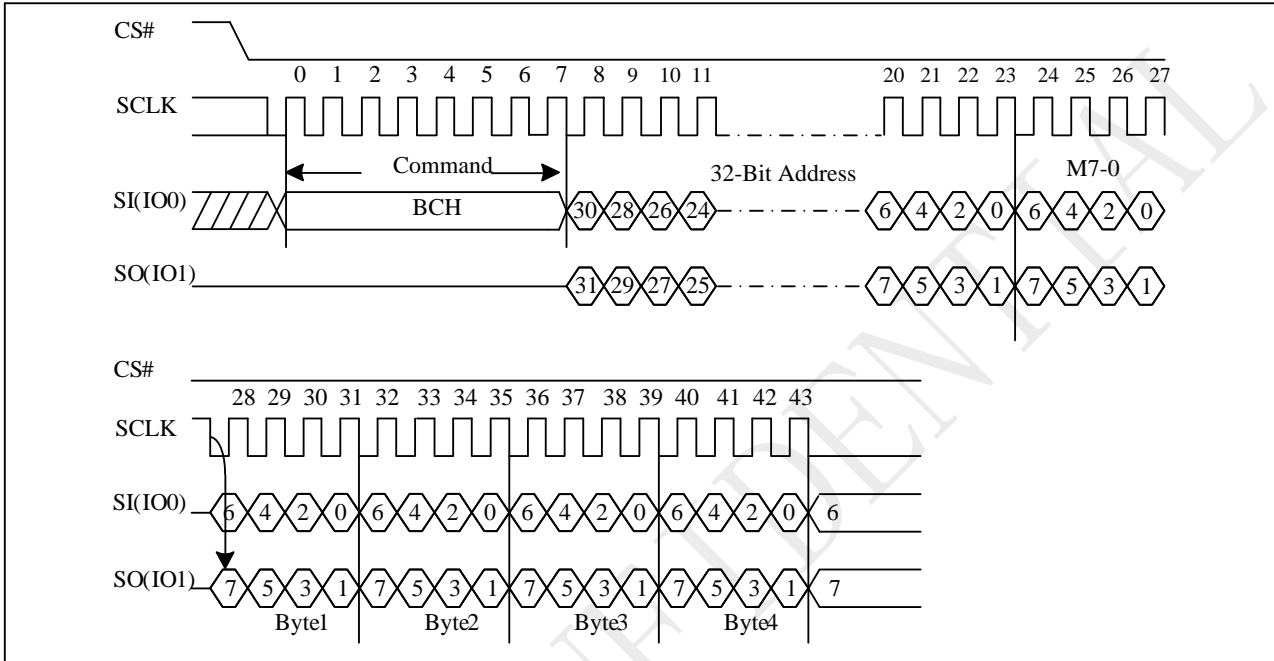 CS#
0 1 2 3 4 5 6 7 8 9 10 11 20 21 22 23 24 25 26 27
SCLK
Command 32-Bit Address M7-0
SI(IO0) BCH 30 28 26 24 6 4 2 0 6 4 2 0
SO(IO1) 31 29 27 25 7 5 3 1 7 5 3 1
CS#
28 29 30 31 32 33 34 35 36 37 38 39 40 41 42 43
SCLK
SI(IO0) 6 4 2 0 6 4 2 0 6 4 2 0 6 4 2 0 6
SO(IO1) 7 5 3 1 7 5 3 1 7 5 3 1 7 5 3 1 7
Byte1 Byte2 Byte3 Byte4